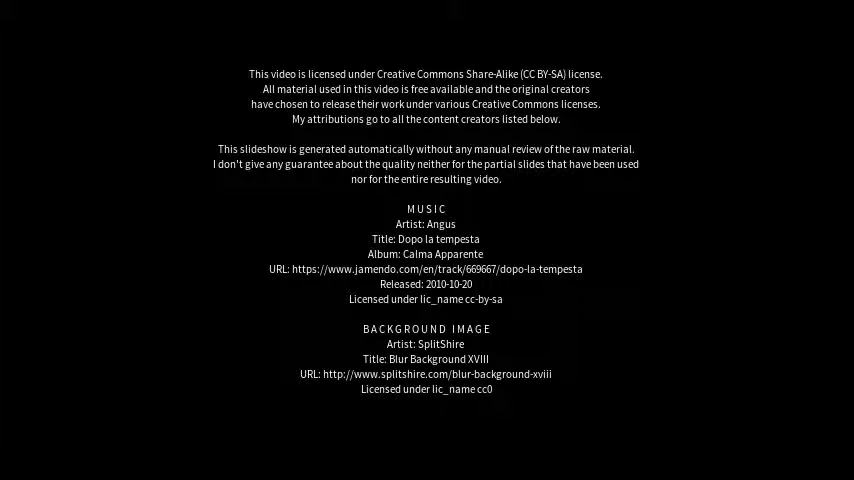 This video is licensed under Creative Commons Share-Alike (CC BY-SA) license.
All material used in this video is free available and the original creators
have chosen to release their work under various Creative Commons licenses.
My attributions go to all the content creators listed below.
This slideshow is generated automatically without any manual review of the raw material.
I don't give any guarantee about the quality neither for the partial slides that have been used
nor for the entire resulting video.
MUSIC
Artist: Angus
Title: Dopo la tempesta
Album: Calma Apparente
URL: https://www.jamendo.com/en/track/669667/dopo-la-tempesta
Released: 2010-10-20
Licensed under lic_name cc-by-sa
BACKGROUND IMAGE
Artist: SplitShire
Title: Blur Background XVIII
URL: http://www.splitshire.com/blur-background-xviii
Licensed under lic_name cc0